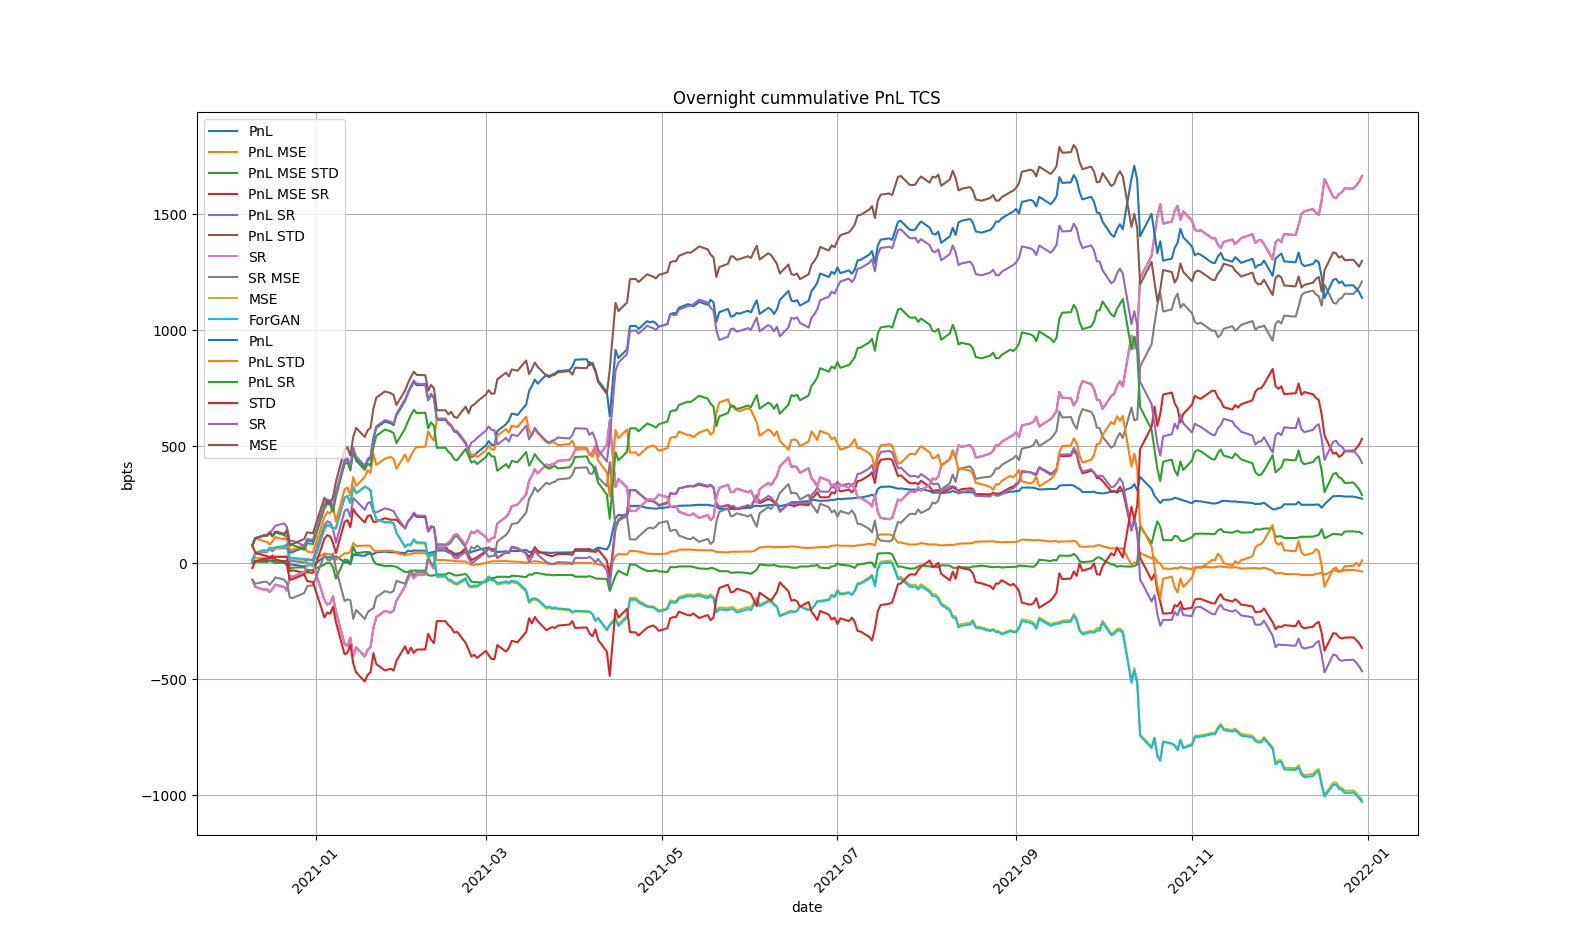 Overnight cummulative PnL TCS
PnL
PnL MSE
PnL MSE STD
PnL MSE SR
PnL SR
PnL STD
SR
SR MSE
MSE
ForGAN
PnL
PnL STD
PnL SR
STD
SR
MSE
1500
1000
500
0
−500
−1000
bpts
2021-01
2021-03
2021-05
2021-07
2021-09
2021-11
2022-01
date